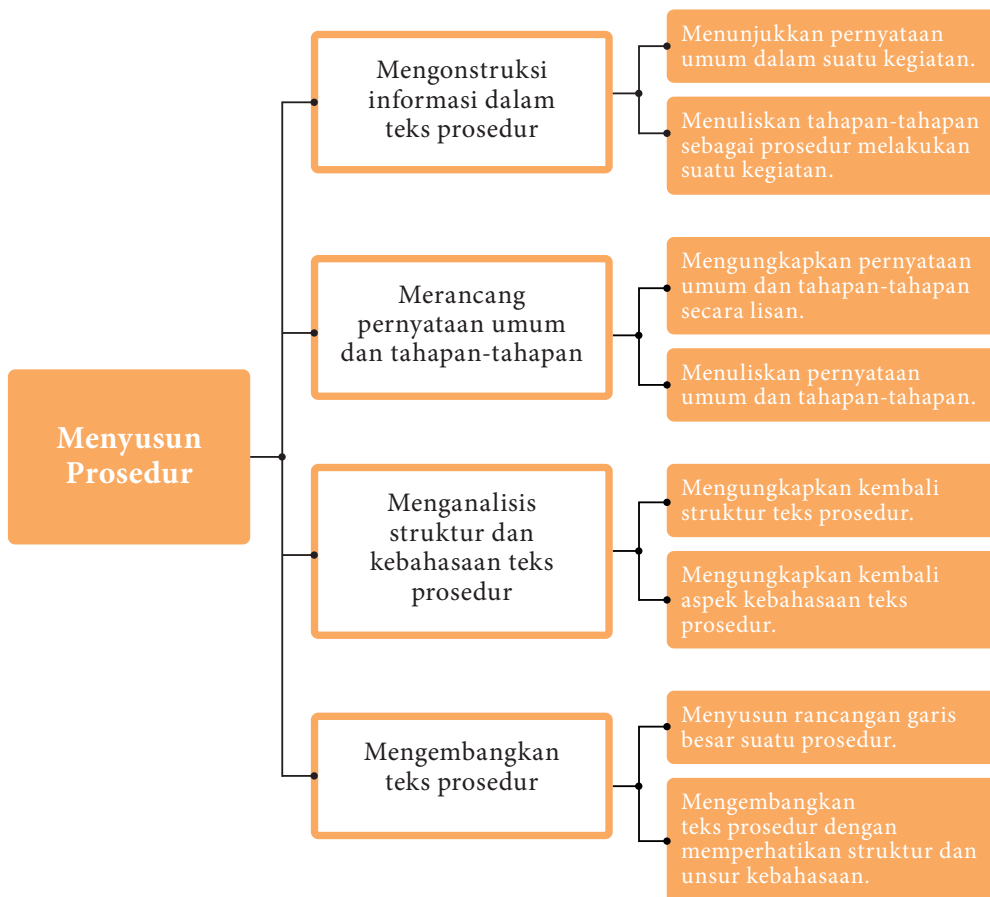 Menyusun
Prosedur
Mengonstruksi
informasi dalam
teks prosedur
Menunjukkan pernyataan
umum dalam suatu kegiatan.
Menuliskan tahapan-tahapan
sebagai prosedur melakukan
suatu kegiatan.
Merancang
pernyataan umum
dan tahapan-tahapan
Mengungkapkan pernyataan
umum dan tahapan-tahapan
secara lisan.
Menuliskan pernyataan
umum dan tahapan-tahapan.
Menganalisis
struktur dan
kebahasaan teks
prosedur
Mengungkapkan kembali
struktur teks prosedur.
Mengungkapkan kembali
aspek kebahasaan teks
prosedur.
Mengembangkan
teks prosedur
Menyusun rancangan garis
besar suatu prosedur.
Mengembangkan
teks prosedur dengan
memperhatikan struktur dan
unsur kebahasaan.